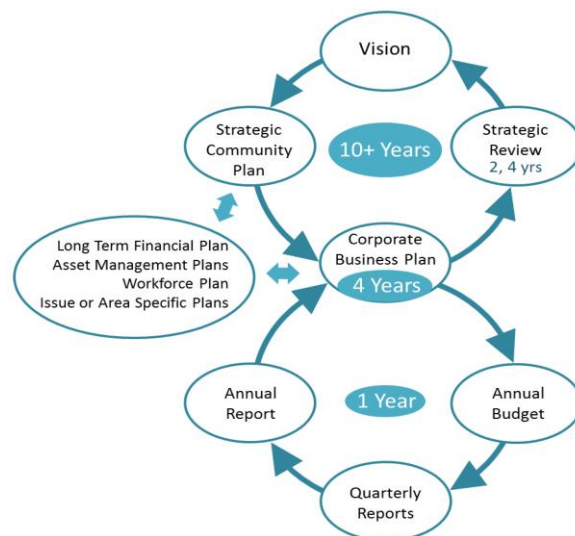 Vision
Strategic
Community
Plan
10+ Years
Strategic
Review
2, 4 yrs
Long Term Financial Plan
Asset Management Plans
Workforce Plan
Issue or Area Specific Plans
Corporate
Business Plan
4 Years
Annual
Report
1 Year
Annual
Budget
Quarterly
Reports